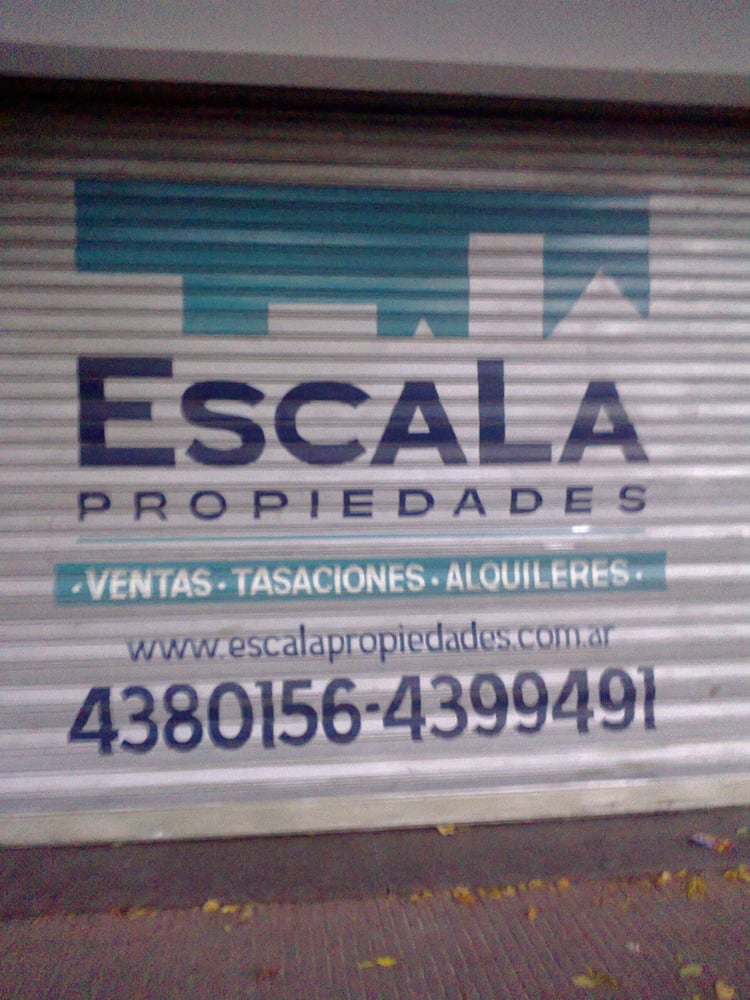 ESCALA
PROPIEDADES
· VENTAS · TASACIONES · ALQUILERES ·
www.escalapropiedades.com.ar
4380156-4399491